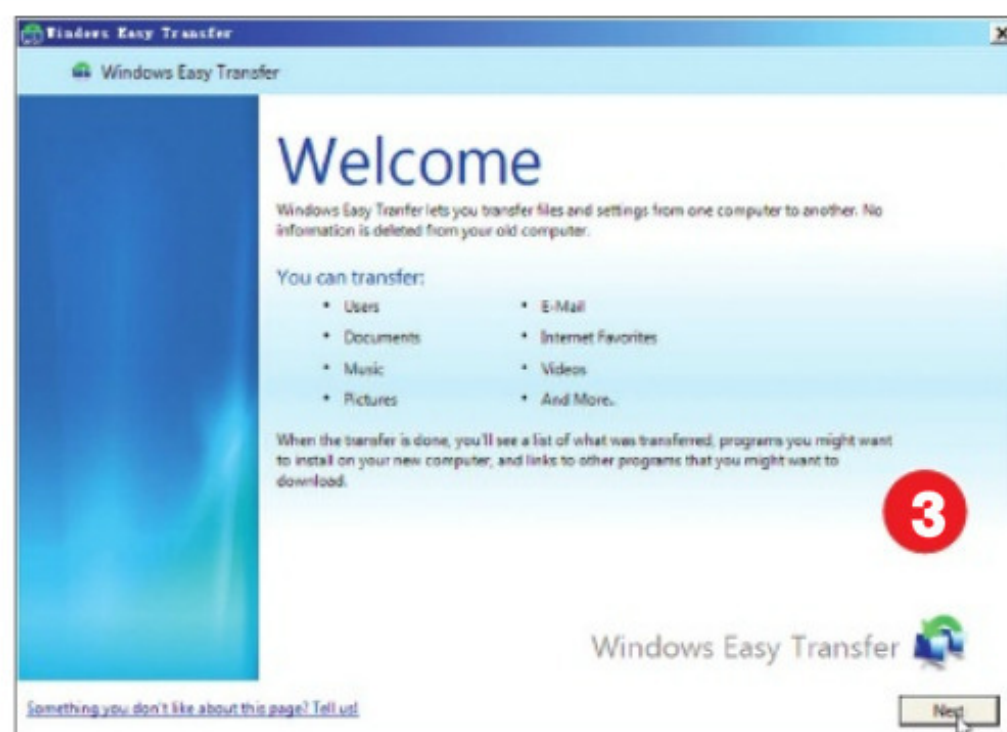 Windows Easy Transfer
Windows Easy Transfer
Welcome
Windows Easy Tranfer lets you transfer files and settings from one computer to another. No
information is deleted from your old computer.
You can transfer:
• Users
• E-Mail
• Documents
• Internet Favorites
• Music
• Videos
• Pictures
• And More..
When the transfer is done, you'll see a list of what was transferred, programs you might want
to install on your new computer, and links to other programs that you might want to
download.
3
Windows Easy Transfer
Something you don't like about this page? Tell us!
Next